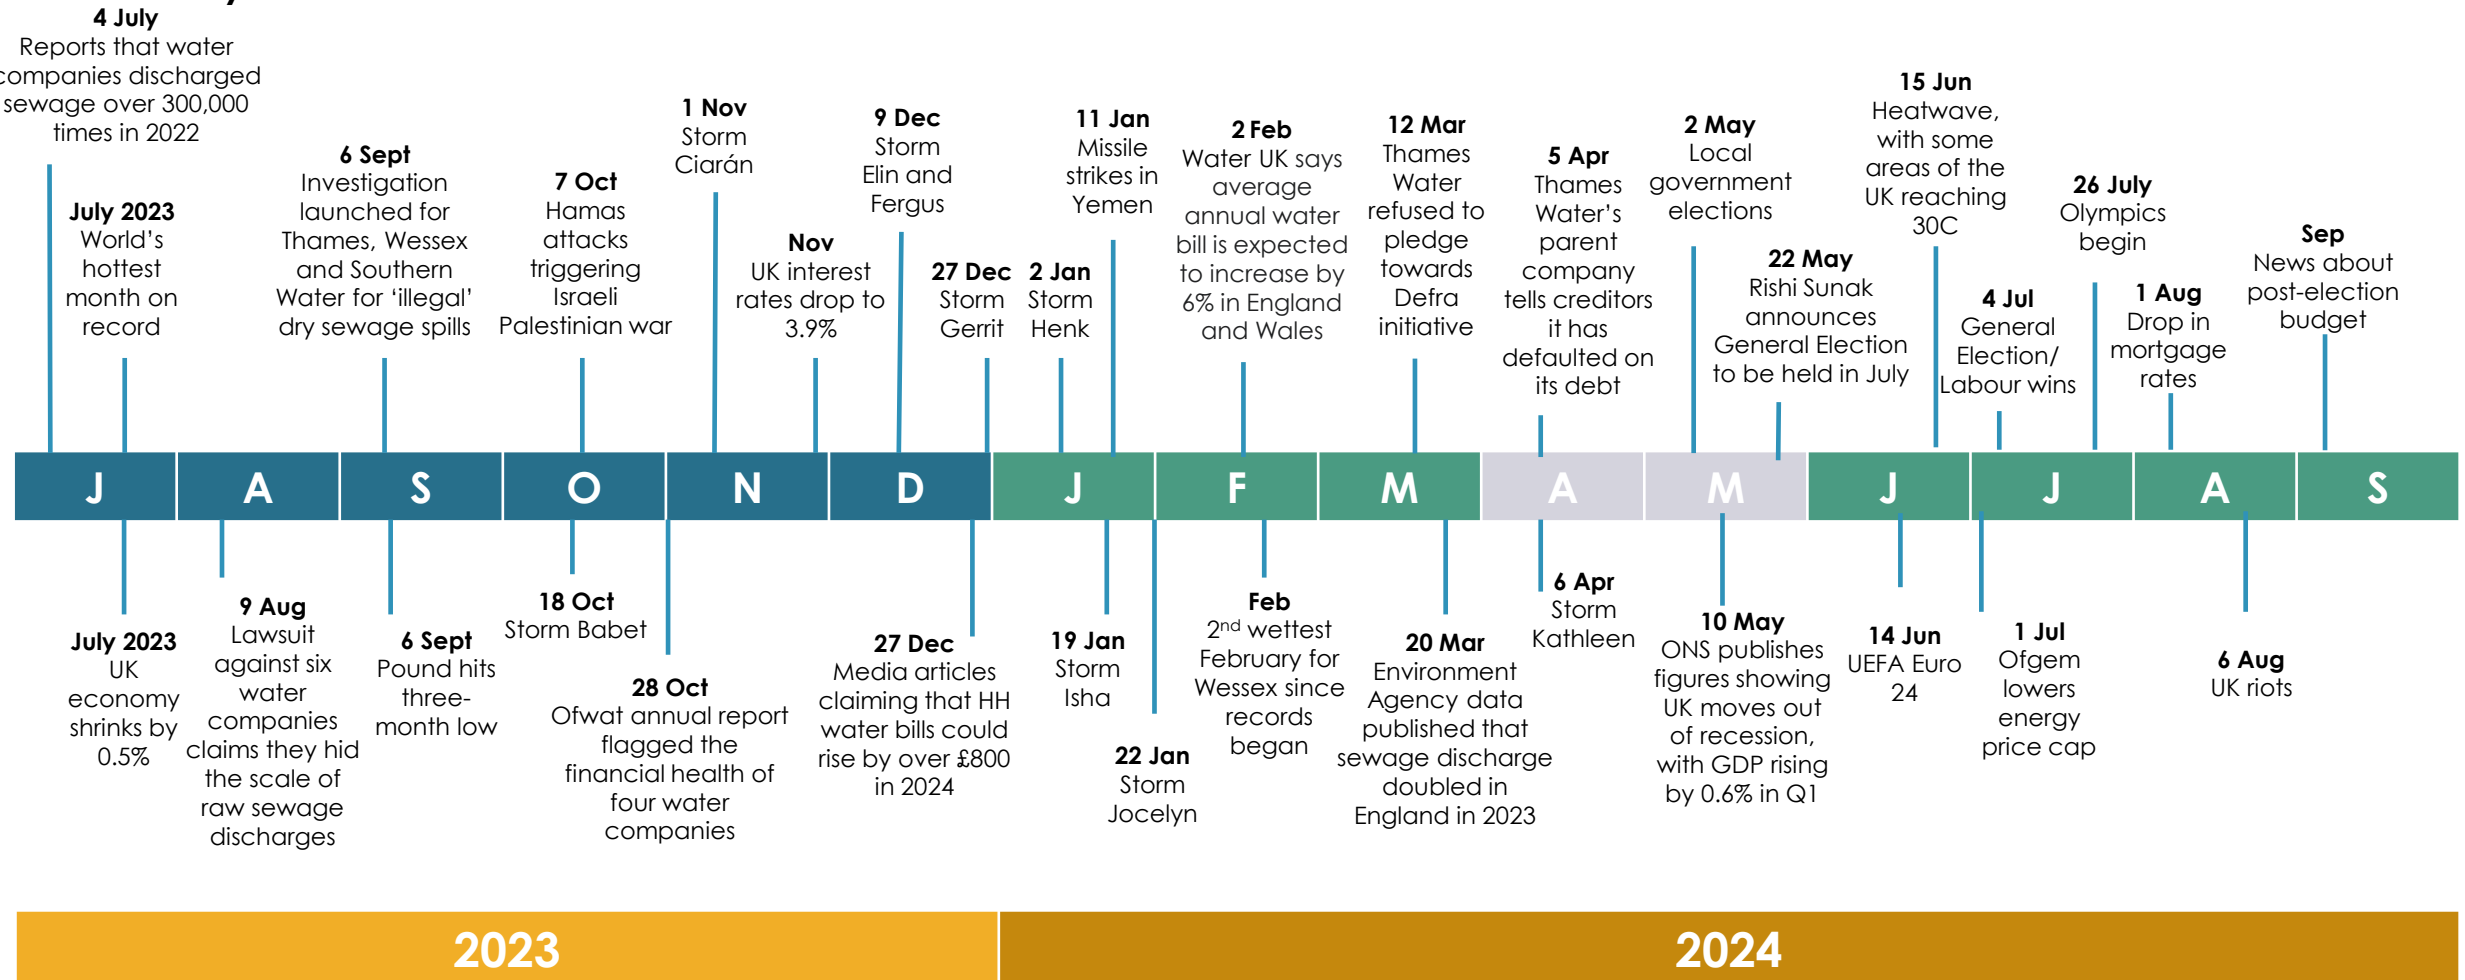 4 July
Reports that water
companies discharged
sewage over 300,000
times in 2022
July 2023
World's
hottest
month on
record
6 Sept
Investigation
launched for
Thames, Wessex
and Southern
Water for 'illegal'
dry sewage spills
7 Oct
Hamas
attacks
triggering
Israeli
Palestinian war
1 Nov
Storm
Ciarán
Nov
UK interest
rates drop to
3.9%
9 Dec
Storm
Elin and
Fergus
27 Dec
Storm
Gerrit
2 Jan
Storm
Henk
11 Jan
Missile
strikes in
Yemen
2 Feb
Water UK says
average
annual water
bill is expected
to increase by
6% in England
and Wales
12 Mar
Thames
Water
refused to
pledge
towards
Defra
initiative
5 Apr
Thames
Water's
parent
company
tells creditors
it has
defaulted on
its debt
2 May
Local
government
elections
22 May
Rishi Sunak
announces
General Election
to be held in July
15 Jun
Heatwave,
with some
areas of the
UK reaching
30C
4 Jul
General
Election/
Labour wins
26 July
Olympics
begin
1 Aug
Drop in
mortgage
rates
Sep
News about
post-election
budget
J A S O N D J F M A M J J A S
July 2023
UK
economy
shrinks by
0.5%
9 Aug
Lawsuit
against six
water
companies
claims they hid
the scale of
raw sewage
discharges
6 Sept
Pound hits
three-
month low
18 Oct
Storm Babet
28 Oct
Ofwat annual report
flagged the
financial health of
four water
companies
27 Dec
Media articles
claiming that HH
water bills could
rise by over £800
in 2024
19 Jan
Storm
Isha
22 Jan
Storm
Jocelyn
Feb
2nd wettest
February for
Wessex since
records
began
20 Mar
Environment
Agency data
published that
sewage discharge
doubled in
England in 2023
6 Apr
Storm
Kathleen
10 May
ONS publishes
figures showing
UK moves out
of recession,
with GDP rising
by 0.6% in Q1
14 Jun
UEFA Euro
24
1 Jul
Ofgem
lowers
energy
price cap
6 Aug
UK riots
2023 2024